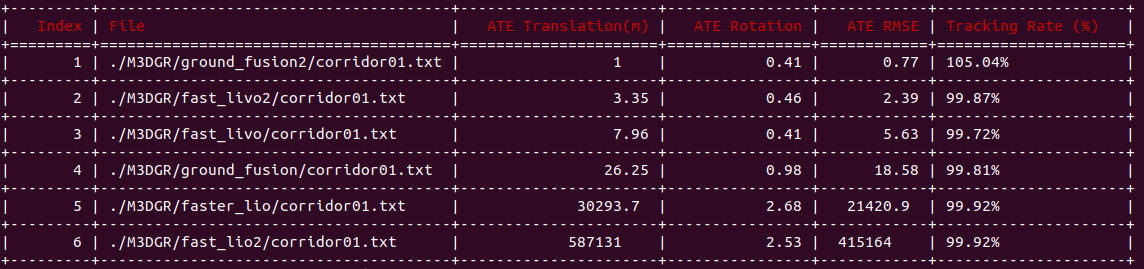 | Index | File | ATE Translation(m) | ATE Rotation | ATE RMSE | Tracking Rate (%) |
| 1 | ./M3DGR/ground_fusion2/corridor01.txt | 1 | 0.41 | 0.77 | 105.04% |
| 2 | ./M3DGR/fast_livo2/corridor01.txt | 3.35 | 0.46 | 2.39 | 99.87% |
| 3 | ./M3DGR/fast_livo/corridor01.txt | 7.96 | 0.41 | 5.63 | 99.72% |
| 4 | ./M3DGR/ground_fusion/corridor01.txt | 26.25 | 0.98 | 18.58 | 99.81% |
| 5 | ./M3DGR/faster_lio/corridor01.txt | 30293.7 | 2.68 | 21420.9 | 99.92% |
| 6 | ./M3DGR/fast_lio2/corridor01.txt | 587131 | 2.53 | 415164 | 99.92% |